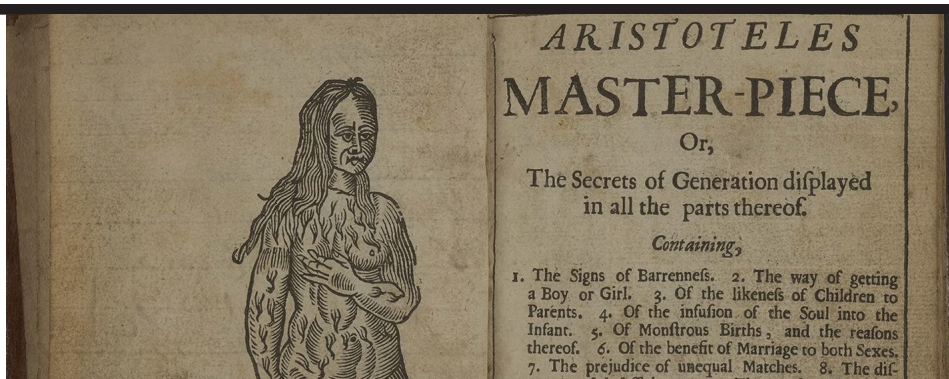 ARISTOTELES
MASTER-PIECE,
Or,
The Secrets of Generation diſplayed
in all the parts thereof.
Containing,
1. The Signs of Barrenneſs. 2. The way of getting
a Boy or Girl. 3. Of the likeneſs of Children to
Parents. 4. Of the infuſion of the Soul into the
Infant. 5. Of Monſtrous Births, and the reaſons
thereof. 6. Of the benefit of Marriage to both Sexes.
7. The prejudice of unequal Matches. 8. The diſ-